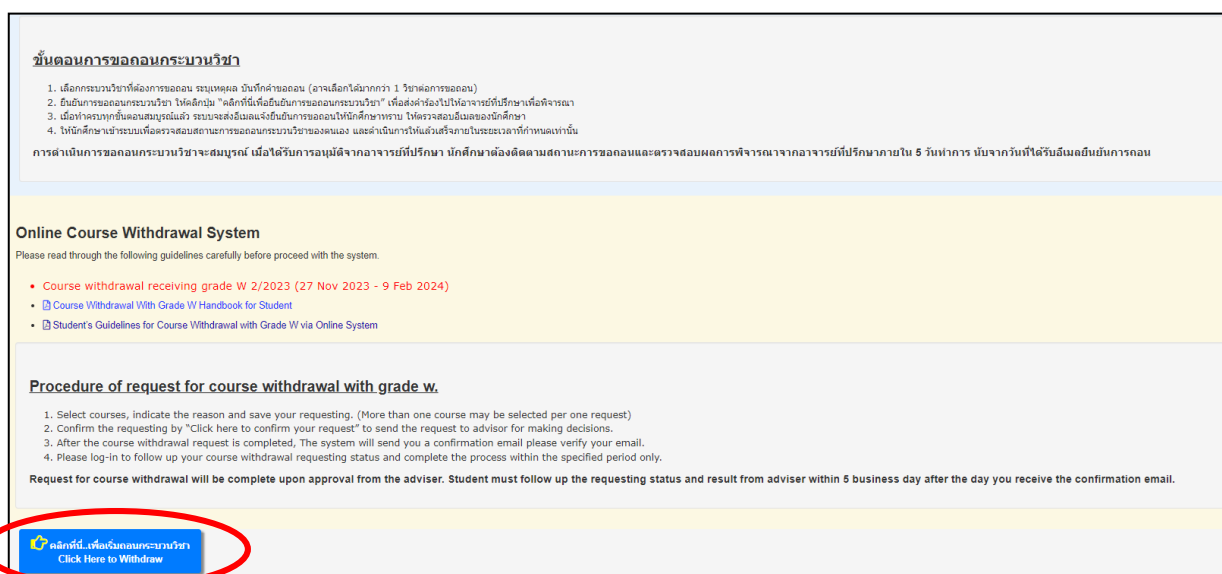 ขั้นตอนการขอถอนกระบวนวิชา
1. เลือกกระบวนวิชาที่ต้องการขอถอน ระบุเหตุผล บันทึกคำขอถอน (อาจเลือกได้มากกว่า 1 วิชาต่อการขอถอน)
2. ยืนยันการขอถอนกระบวนวิชา ให้คลิกปุ่ม "คลิกที่นี่เพื่อยืนยันการขอถอนกระบวนวิชา" เพื่อส่งคำร้องไปให้อาจารย์ที่ปรึกษาเพื่อพิจารณา
3. เมื่อทำครบทุกขั้นตอนสมบูรณ์แล้ว ระบบจะส่งอีเมลแจ้งยืนยันการขอถอนให้นักศึกษาทราบ ให้ตรวจสอบอีเมลของนักศึกษา
4. ให้นักศึกษาเข้าระบบเพื่อตรวจสอบสถานะการขอถอนกระบวนวิชาของตนเอง และดำเนินการให้แล้วเสร็จภายในระยะเวลาที่กำหนดเท่านั้น
การดำเนินการขอถอนกระบวนวิชาจะสมบูรณ์ เมื่อได้รับการอนุมัติจากอาจารย์ที่ปรึกษา นักศึกษาต้องติดตามสถานะการขอถอนและตรวจสอบผลการพิจารณาจากอาจารย์ที่ปรึกษาภายใน 5 วันทำการ นับจากวันที่ได้รับอีเมลยืนยันการถอน
Online Course Withdrawal System
Please read through the following guidelines carefully before proceed with the system.
• Course withdrawal receiving grade W 2/2023 (27 Nov 2023 - 9 Feb 2024)
• Course Withdrawal With Grade W Handbook for Student
• Student's Guidelines for Course Withdrawal with Grade W via Online System
Procedure of request for course withdrawal with grade w.
1. Select courses, indicate the reason and save your requesting. (More than one course may be selected per one request)
2. Confirm the requesting by "Click here to confirm your request" to send the request to advisor for making decisions.
3. After the course withdrawal request is completed, The system will send you a confirmation email please verify your email.
4. Please log-in to follow up your course withdrawal requesting status and complete the process within the specified period only.
Request for course withdrawal will be complete upon approval from the adviser. Student must follow up the requesting status and result from adviser within 5 business day after the day you receive the confirmation email.
คลิกที่นี่..เพื่อเริ่มถอนกระบวนวิชา
Click Here to Withdraw